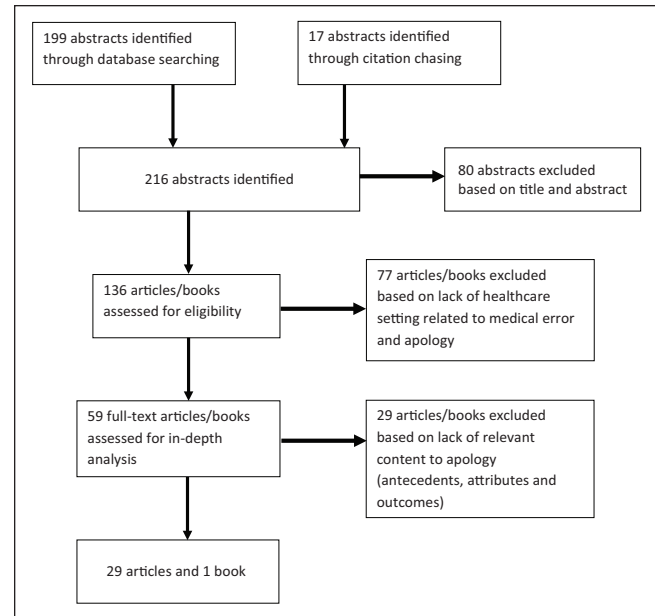 199 abstracts identified
through database searching
17 abstracts identified
through citation chasing
216 abstracts identified
80 abstracts excluded
based on title and abstract
136 articles/books
assessed for eligibility
77 articles/books excluded
based on lack of healthcare
setting related to medical error
and apology
59 full-text articles/books
assessed for in-depth
analysis
29 articles/books excluded
based on lack of relevant
content to apology
(antecedents, attributes and
outcomes)
29 articles and 1 book